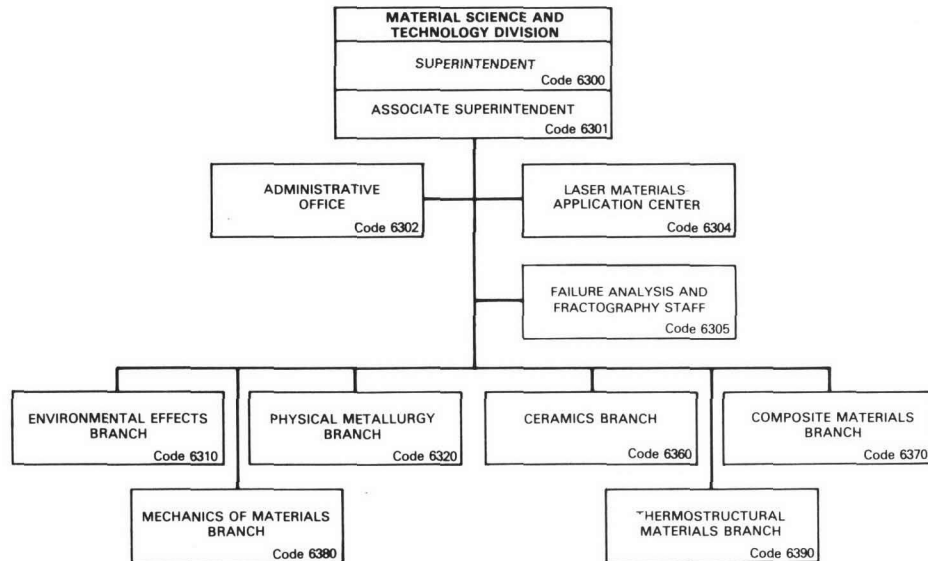 MATERIAL SCIENCE AND
TECHNOLOGY DIVISION
SUPERINTENDENT
Code 6300
ASSOCIATE SUPERINTENDENT
Code 6301
ADMINISTRATIVE
OFFICE
Code 6302
LASER MATERIALS
APPLICATION CENTER
Code 6304
FAILURE ANALYSIS AND
FRACTOGRAPHY STAFF
Code 6305
ENVIRONMENTAL EFFECTS
BRANCH
Code 6310
PHYSICAL METALLURGY
BRANCH
Code 6320
CERAMICS BRANCH
Code 6360
COMPOSITE MATERIALS
BRANCH
Code 6370
MECHANICS OF MATERIALS
BRANCH
Code 6380
THERMOSTRUCTURAL
MATERIALS BRANCH
Code 6390